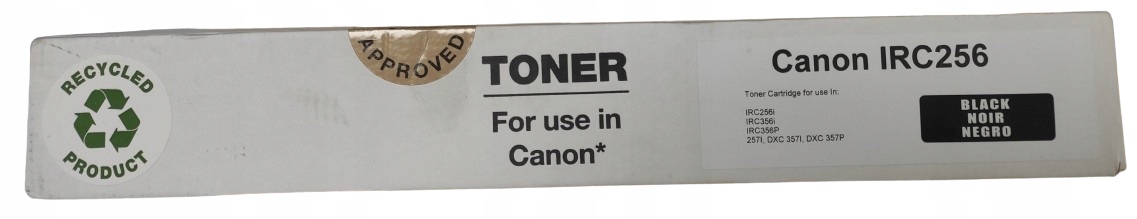 RECYCLED
PRODUCT
APPROVED
TONER
For use in
Canon*
Canon IRC256
Toner Cartridge for use In:
IRC256i
IRC356i
IRC356P
257I, DXC 357I, DXC 357P
BLACK
NOIR
NEGRO